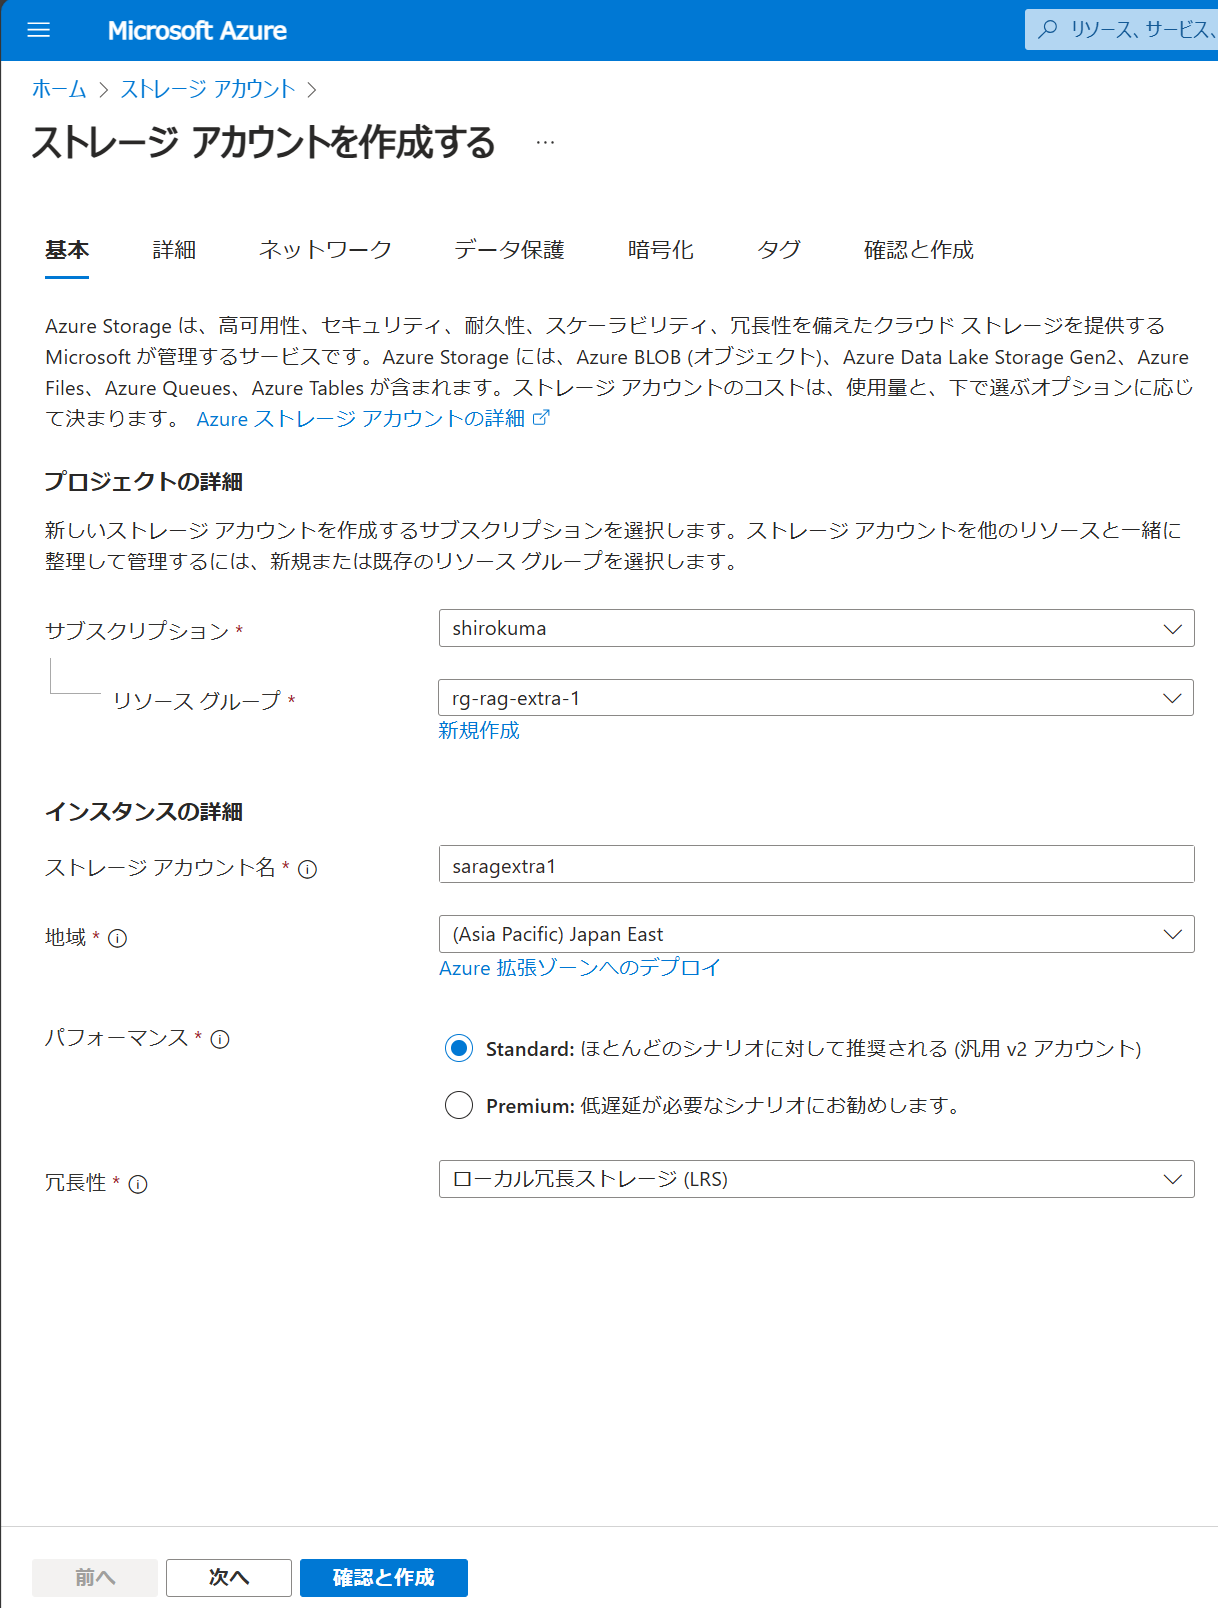 Microsoft Azure
リソース、サービス、
ホーム > ストレージ アカウント >
ストレージ アカウントを作成する ...
基本 詳細 ネットワーク データ保護 暗号化 タグ 確認と作成
Azure Storage は、高可用性、セキュリティ、耐久性、スケーラビリティ、冗長性を備えたクラウド ストレージを提供する
Microsoft が管理するサービスです。Azure Storage には、Azure BLOB (オブジェクト)、Azure Data Lake Storage Gen2、Azure
Files、Azure Queues、Azure Tables が含まれます。ストレージ アカウントのコストは、使用量と、下で選ぶオプションに応じ
て決まります。 Azure ストレージ アカウントの詳細
プロジェクトの詳細
新しいストレージ アカウントを作成するサブスクリプションを選択します。ストレージ アカウントを他のリソースと一緒に
整理して管理するには、新規または既存のリソース グループを選択します。
サブスクリプション * shirokuma
リソース グループ * rg-rag-extra-1
新規作成
インスタンスの詳細
ストレージ アカウント名 * saragextra1
地域 * (Asia Pacific) Japan East
Azure 拡張ゾーンへのデプロイ
パフォーマンス * Standard: ほとんどのシナリオに対して推奨される (汎用 v2 アカウント)
Premium: 低遅延が必要なシナリオにお勧めします。
冗長性 * ローカル冗長ストレージ (LRS)
前へ 次へ 確認と作成